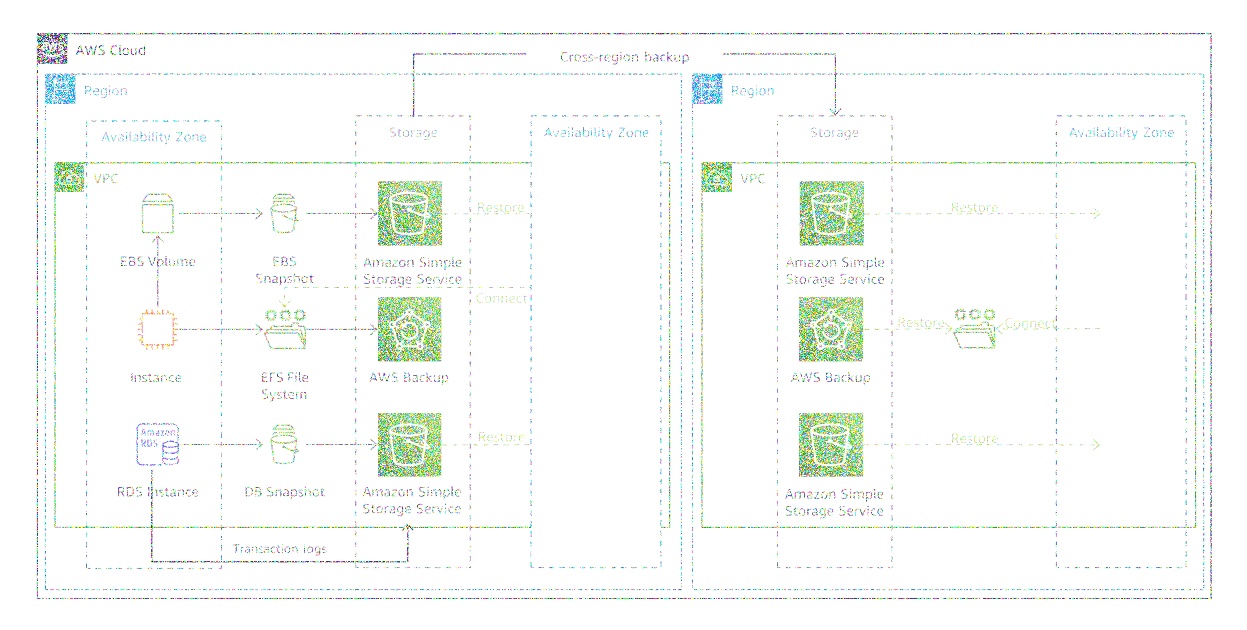 AWS Cloud
Cross-region backup
Region
Region
Availability Zone
Storage
Availability Zone
Storage
Availability Zone
VPC
VPC
Restore
Restore
EBS Volume
EBS
Snapshot
Amazon Simple
Storage Service
Amazon Simple
Storage Service
Connect
Restore
Connect
Instance
EFS File
System
AWS Backup
AWS Backup
Amazon
RDS
Restore
Restore
RDS Instance
DB Snapshot
Amazon Simple
Storage Service
Amazon Simple
Storage Service
Transaction logs